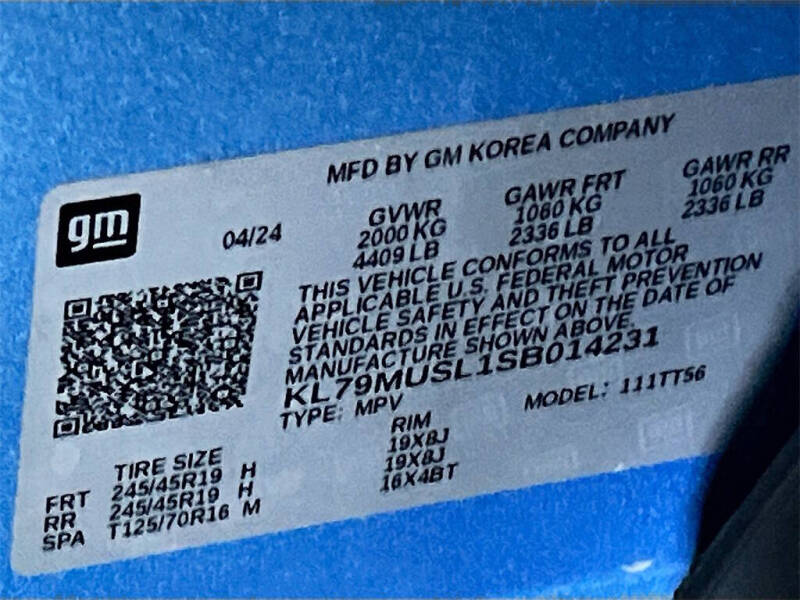 MFD BY GM KOREA COMPANY
gm
04/24
GVWR GAWR FRT GAWR RR
2000 KG 1060 KG 1060 KG
4409 LB 2336 LB 2336 LB
THIS VEHICLE CONFORMS TO ALL
APPLICABLE U.S. FEDERAL MOTOR
VEHICLE SAFETY AND THEFT PREVENTION
STANDARDS IN EFFECT ON THE DATE OF
MANUFACTURE SHOWN ABOVE.
KL79MUSL1SB014231
TYPE: MPV MODEL: 111TT56
TIRE SIZE RIM
FRT 245/45R19 H 19X8J
RR 245/45R19 H 19X8J
SPA T125/70R16 M 16X4BT